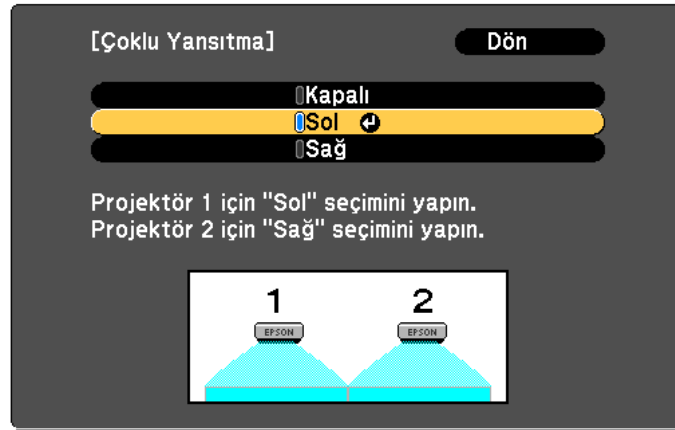 [Çoklu Yansıtma] Dön
Kapalı
Sol
Sağ
Projektör 1 için "Sol" seçimini yapın.
Projektör 2 için "Sağ" seçimini yapın.
1 2
EPSON EPSON